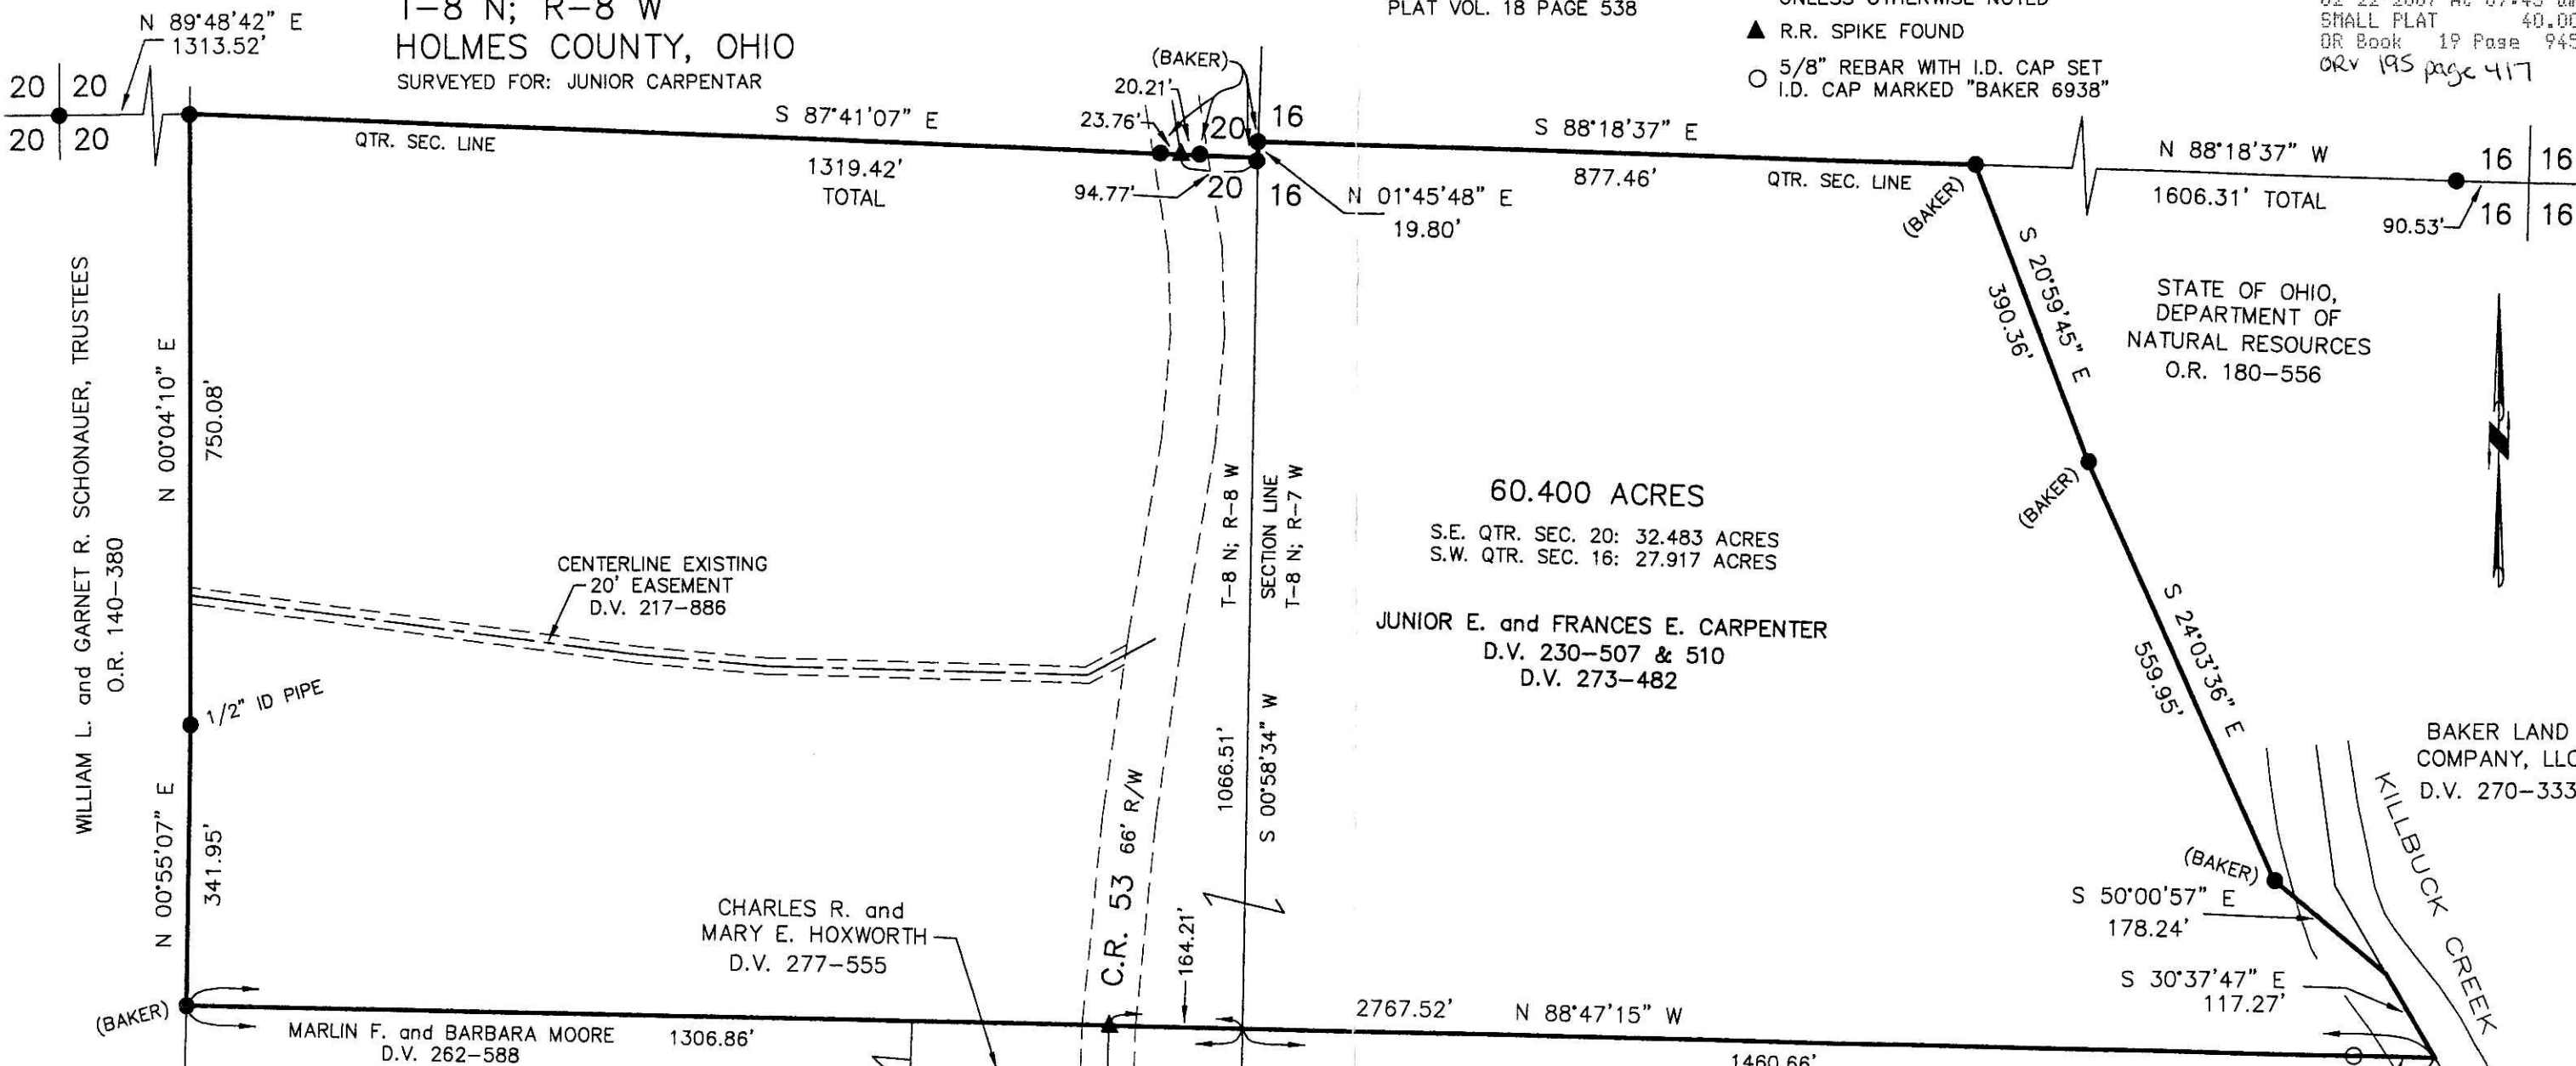 T-8 N; R-8 W
HOLMES COUNTY, OHIO
SURVEYED FOR: JUNIOR CARPENTAR
PLAT VOL. 18 PAGE 538
UNLESS OTHERWISE NOTED
▲ R.R. SPIKE FOUND
○ 5/8" REBAR WITH I.D. CAP SET
I.D. CAP MARKED "BAKER 6938"
SMALL PLAT 40.00
OR Book 19 Page 945
ORV 195 page 417
N 89°48'42" E
1313.52'
20 20
20 20
QTR. SEC. LINE
S 87°41'07" E
1319.42'
TOTAL
(BAKER)
20.21'
23.76'
94.77'
20 16
20 16
N 01°45'48" E
19.80'
S 88°18'37" E
877.46'
QTR. SEC. LINE
(BAKER)
N 88°18'37" W
1606.31' TOTAL
90.53'
16 16
16 16
S 20°59'45" E
390.36'
STATE OF OHIO,
DEPARTMENT OF
NATURAL RESOURCES
O.R. 180-556
WILLIAM L. and GARNET R. SCHONAUER, TRUSTEES
O.R. 140-380
N 00°04'10" E
750.08'
CENTERLINE EXISTING
20' EASEMENT
D.V. 217-886
1/2" ID PIPE
N 00°55'07" E
341.95'
T-8 N; R-8 W
SECTION LINE
T-8 N; R-7 W
1066.51'
S 00°58'34" W
60.400 ACRES
S.E. QTR. SEC. 20: 32.483 ACRES
S.W. QTR. SEC. 16: 27.917 ACRES
JUNIOR E. and FRANCES E. CARPENTER
D.V. 230-507 & 510
D.V. 273-482
(BAKER)
S 24°03'36" E
559.95'
BAKER LAND
COMPANY, LLC
D.V. 270-333
KILLBUCK CREEK
(BAKER)
S 50°00'57" E
178.24'
S 30°37'47" E
117.27'
C.R. 53 66' R/W
164.21'
CHARLES R. and
MARY E. HOXWORTH
D.V. 277-555
(BAKER)
MARLIN F. and BARBARA MOORE
D.V. 262-588
1306.86'
2767.52' N 88°47'15" W
1460.66'